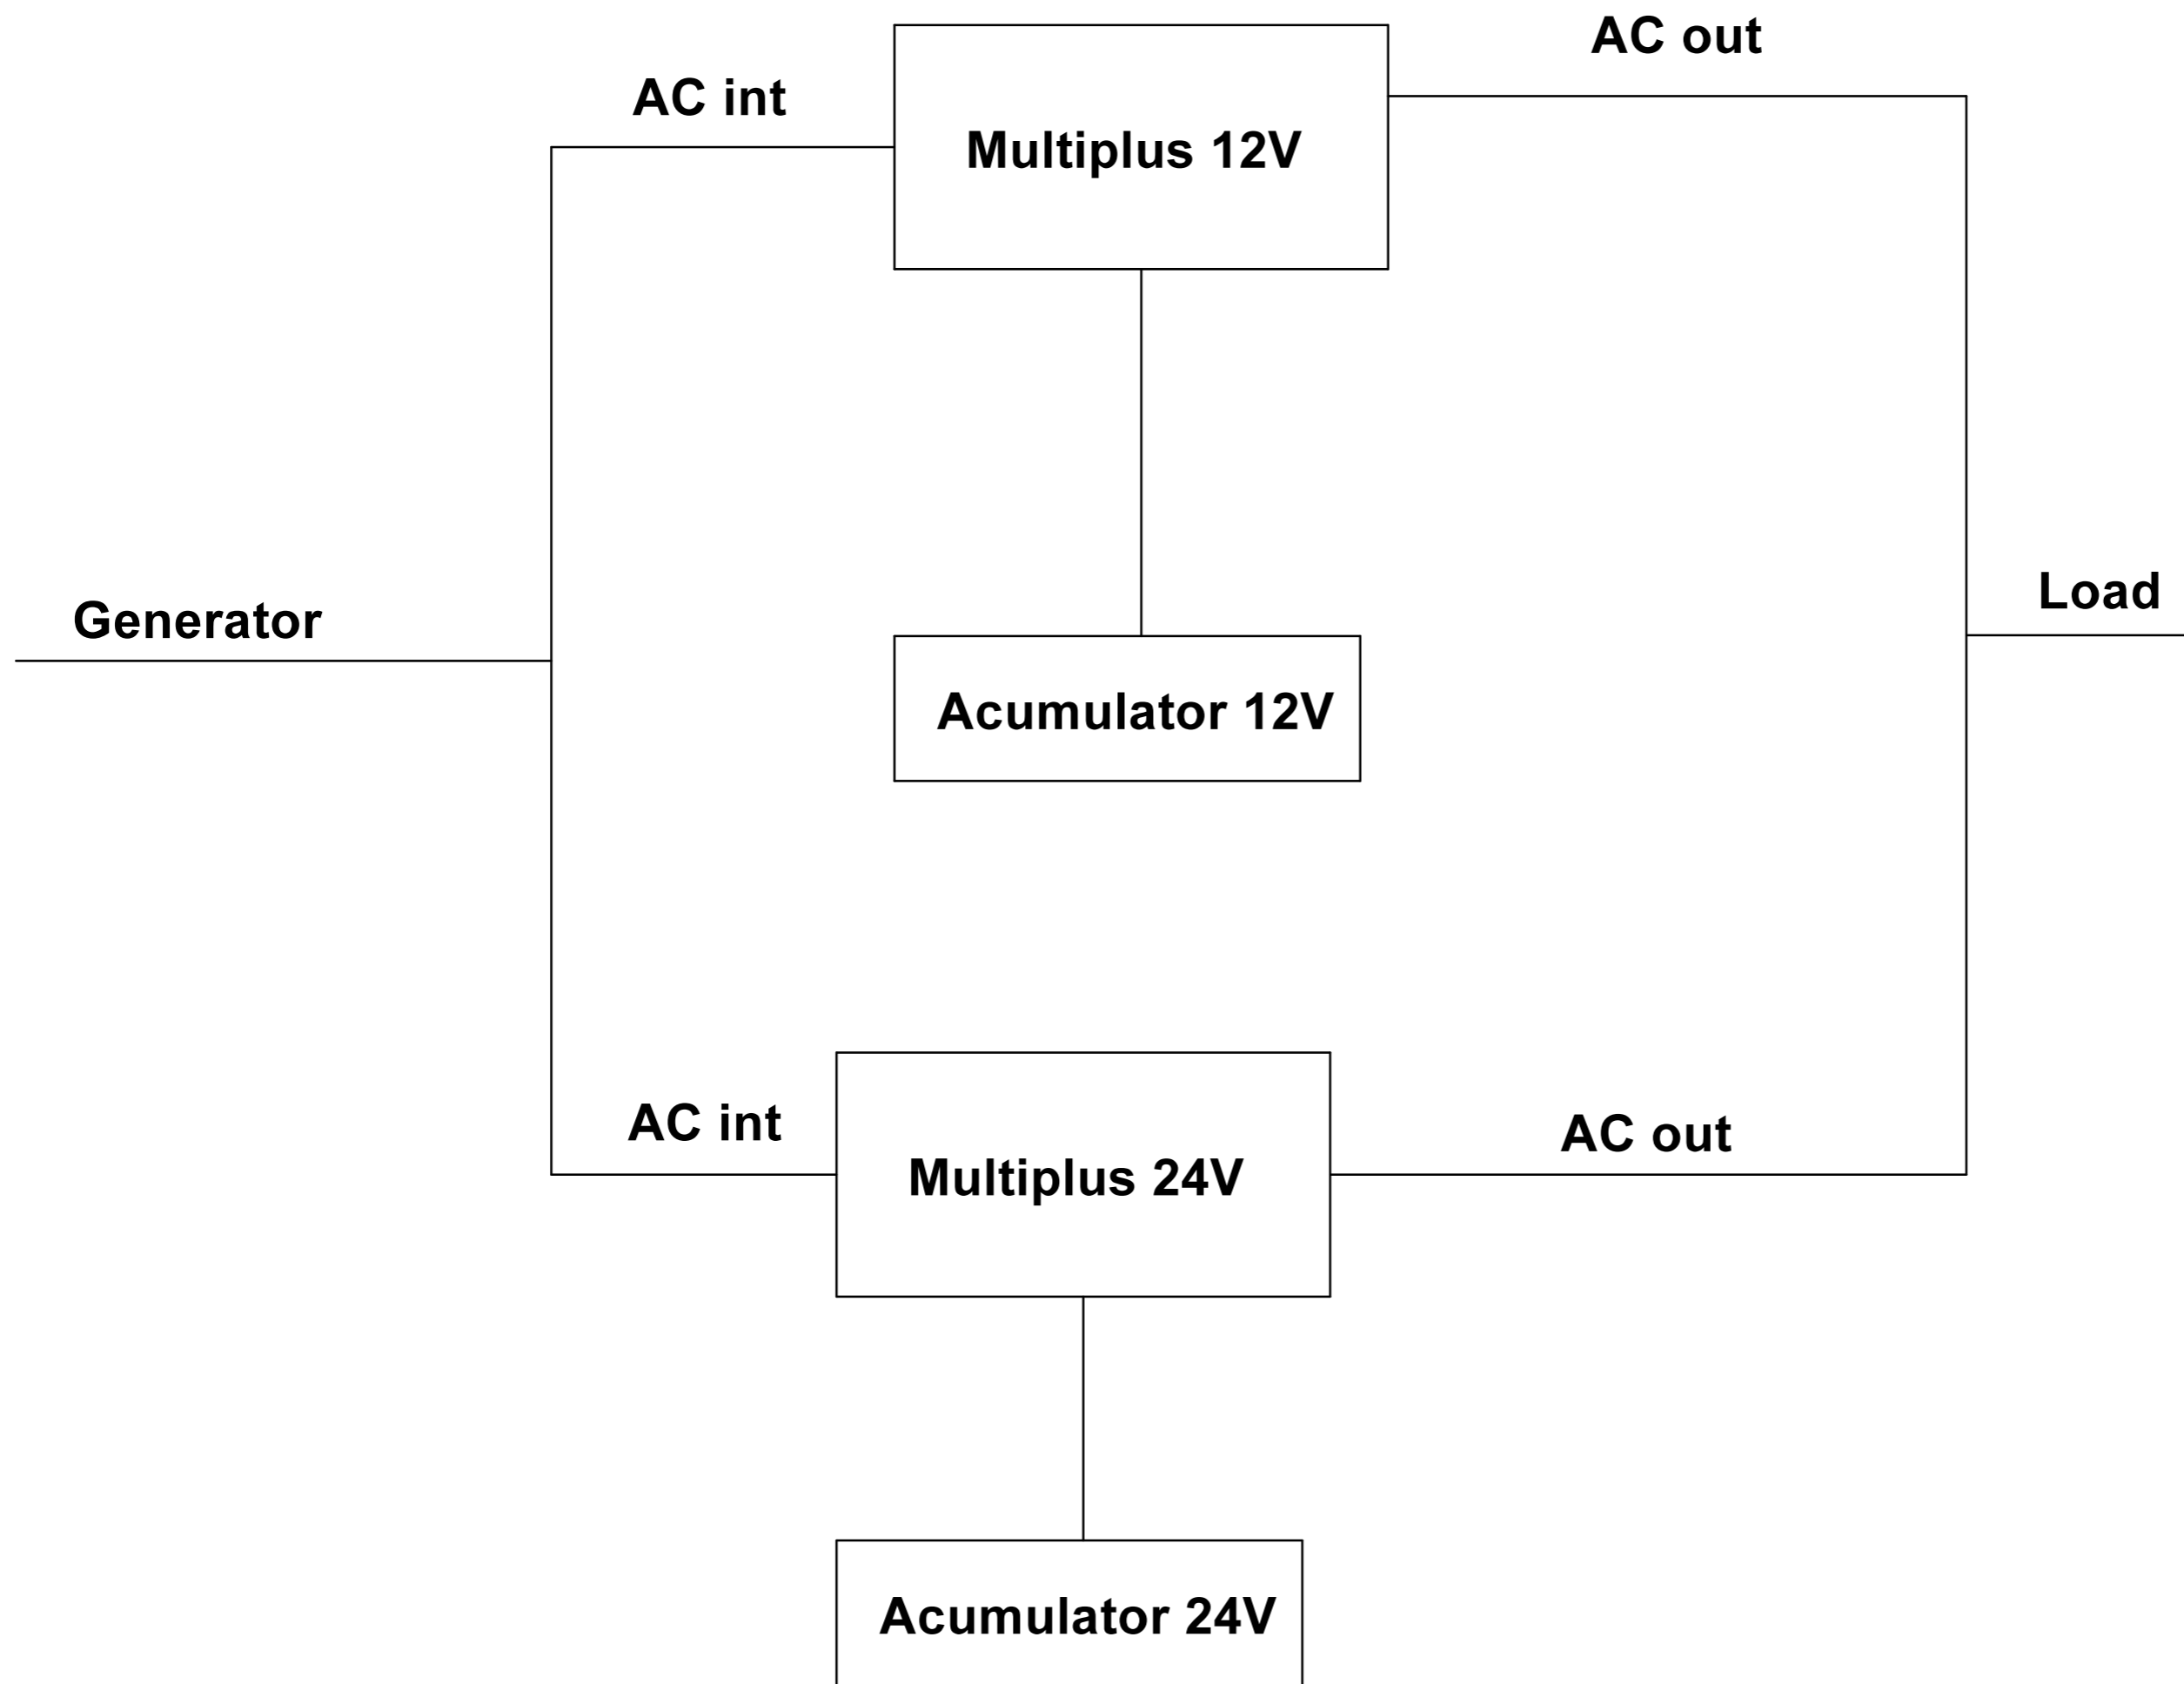 AC out
AC int
Multiplus 12V
Generator
Load
Acumulator 12V
AC int
AC out
Multiplus 24V
Acumulator 24V